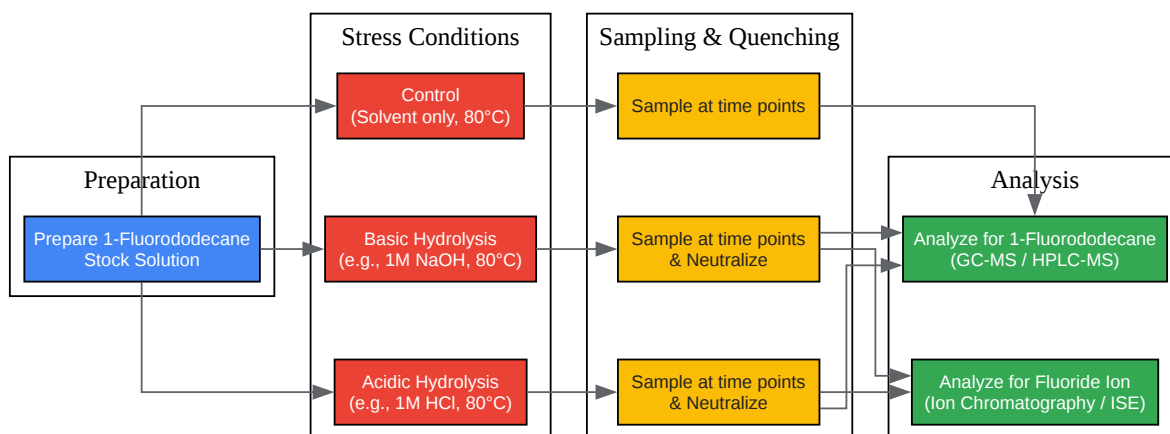 Stress Conditions
Sampling & Quenching
Control
(Solvent only, 80°C)
Sample at time points
Preparation
Analysis
Prepare 1-Fluorododecane
Stock Solution
Basic Hydrolysis
(e.g., 1M NaOH, 80°C)
Sample at time points
& Neutralize
Analyze for 1-Fluorododecane
(GC-MS / HPLC-MS)
Acidic Hydrolysis
(e.g., 1M HCl, 80°C)
Sample at time points
& Neutralize
Analyze for Fluoride Ion
(Ion Chromatography / ISE)